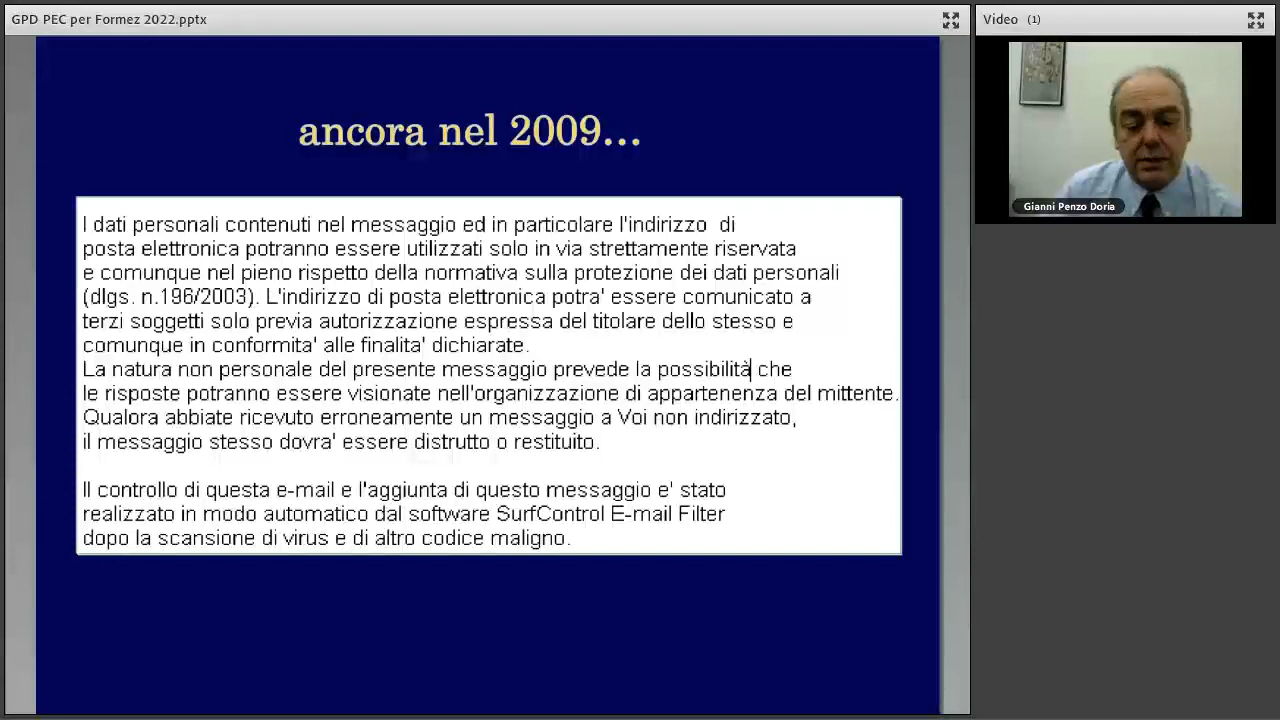 GPD PEC per Formez 2022.pptx
Video (1)
Gianni Penzo Doria
ancora nel 2009...
I dati personali contenuti nel messaggio ed in particolare l'indirizzo  di
posta elettronica potranno essere utilizzati solo in via strettamente riservata
e comunque nel pieno rispetto della normativa sulla protezione dei dati personali
(dlgs. n.196/2003). L'indirizzo di posta elettronica potra' essere comunicato a
terzi soggetti solo previa autorizzazione espressa del titolare dello stesso e
comunque in conformita' alle finalita' dichiarate.
La natura non personale del presente messaggio prevede la possibilità che
le risposte potranno essere visionate nell'organizzazione di appartenenza del mittente.
Qualora abbiate ricevuto erroneamente un messaggio a Voi non indirizzato,
il messaggio stesso dovra' essere distrutto o restituito.
Il controllo di questa e-mail e l'aggiunta di questo messaggio e' stato
realizzato in modo automatico dal software SurfControl E-mail Filter
dopo la scansione di virus e di altro codice maligno.